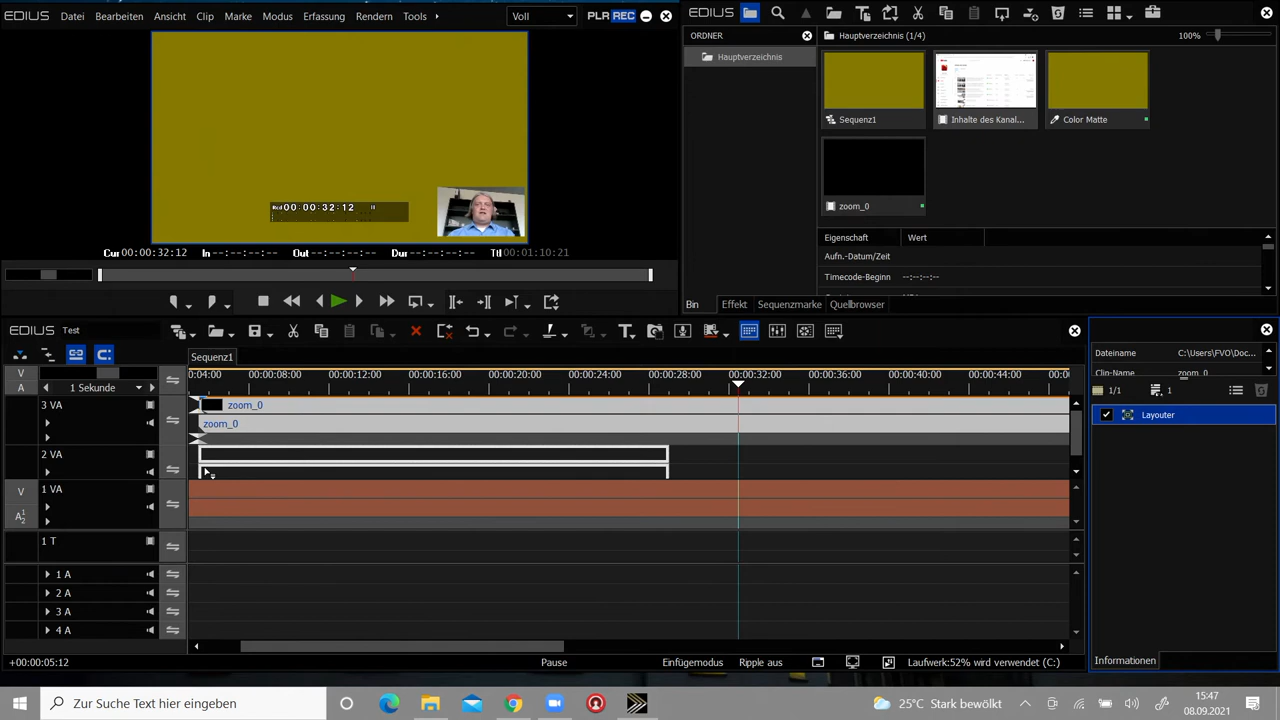 EDIUS Datei Bearbeiten Ansicht Clip Marke Modus Erfassung Rendern Tools Voll PLR REC
EDIUS
ORDNER
Hauptverzeichnis (1/4)
100%
Hauptverzeichnis
Sequenz1
Inhalte des Kanal...
Color Matte
zoom_0
Rcd 00:00:32:12
Cur 00:00:32:12 In --:--:--:-- Out --:--:--:-- Dur --:--:--:-- Ttl 00:01:10:21
Eigenschaft Wert
Aufn.-Datum/Zeit
Timecode-Beginn --:--:--:--
Bin Effekt Sequenzmarke Quellbrowser
EDIUS Test
Sequenz1
V
A
1 Sekunde
0:04:00 00:00:08:00 00:00:12:00 00:00:16:00 00:00:20:00 00:00:24:00 00:00:28:00 00:00:32:00 00:00:36:00 00:00:40:00 00:00:44:00
3 VA
zoom_0
zoom_0
2 VA
V
1 VA
A12
1 T
1 A
2 A
3 A
4 A
Dateiname C:\Users\FVO\Doc...
Clip-Name zoom_0
1/1 1
Layouter
Informationen
+00:00:05:12 Pause Einfügemodus Ripple aus Laufwerk:52% wird verwendet (C:)
Zur Suche Text hier eingeben
25°C Stark bewölkt
15:47
08.09.2021